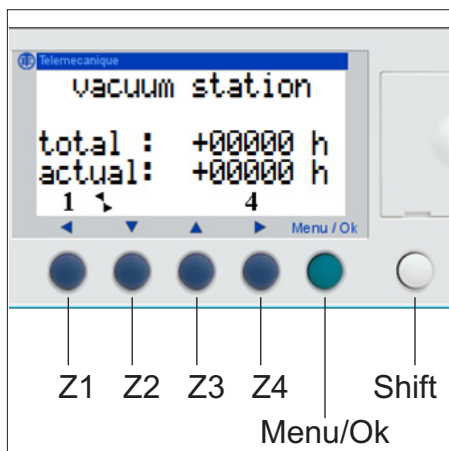 Telemecanique
vacuum station
total : +00000 h
actual: +00000 h
1 4
Menu / Ok
Z1 Z2 Z3 Z4 Shift
Menu/Ok